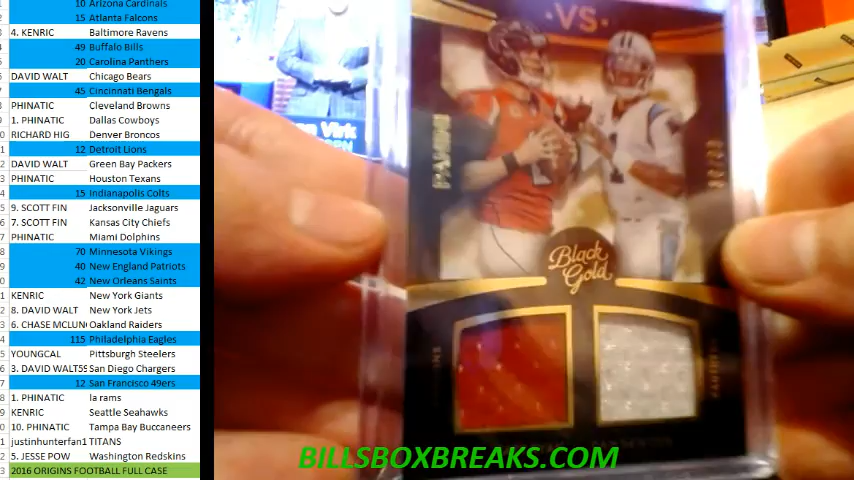 10 Arizona Cardinals
15 Atlanta Falcons
4. KENRIC Baltimore Ravens
49 Buffalo Bills
20 Carolina Panthers
DAVID WALT Chicago Bears
45 Cincinnati Bengals
PHINATIC Cleveland Browns
1. PHINATIC Dallas Cowboys
RICHARD HIG Denver Broncos
12 Detroit Lions
DAVID WALT Green Bay Packers
PHINATIC Houston Texans
15 Indianapolis Colts
9. SCOTT FIN Jacksonville Jaguars
7. SCOTT FIN Kansas City Chiefs
PHINATIC Miami Dolphins
70 Minnesota Vikings
40 New England Patriots
42 New Orleans Saints
KENRIC New York Giants
8. DAVID WALT New York Jets
6. CHASE MCLUN Oakland Raiders
115 Philadelphia Eagles
YOUNGCAL Pittsburgh Steelers
3. DAVID WALT San Diego Chargers
12 San Francisco 49ers
1. PHINATIC la rams
KENRIC Seattle Seahawks
10. PHINATIC Tampa Bay Buccaneers
justinhunterfan1 TITANS
5. JESSE POW Washington Redskins
2016 ORIGINS FOOTBALL FULL CASE
VS
PANINI
Black
Gold
Virk
BILLSBOXBREAKS.COM